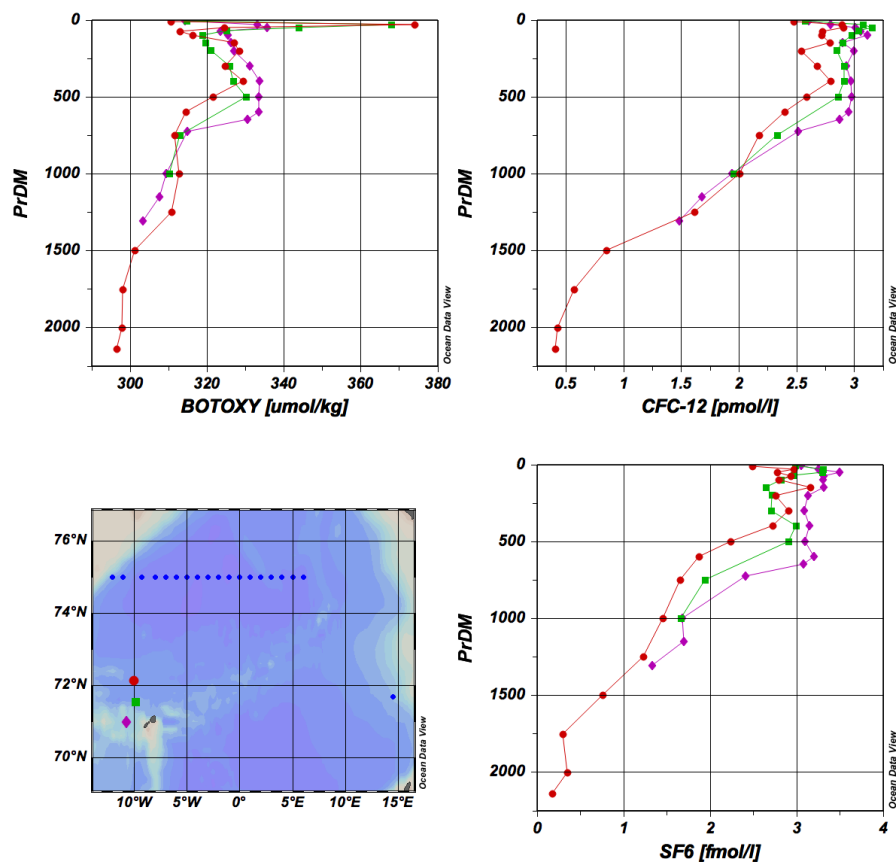 0
500
1000
1500
2000
PrDM
300 320 340 360 380
BOTOXY [umol/kg]
Ocean Data View
0
500
1000
1500
2000
PrDM
0.5 1 1.5 2 2.5 3
CFC-12 [pmol/l]
Ocean Data View
76°N
74°N
72°N
70°N
10°W 5°W 0° 5°E 10°E 15°E
Ocean Data View
0
500
1000
1500
2000
PrDM
0 1 2 3 4
SF6 [fmol/l]
Ocean Data View